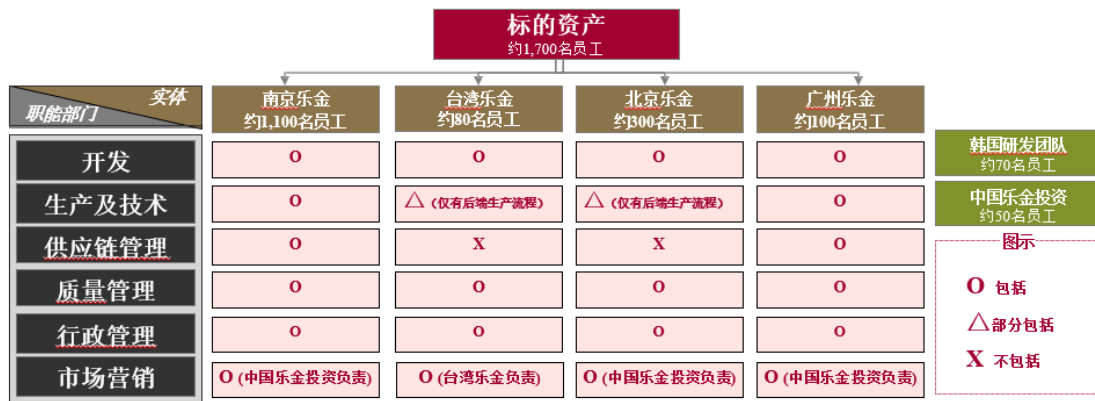 标的资产
约1,700名员工
实体
职能部门
南京乐金
约1,100名员工
台湾乐金
约80名员工
北京乐金
约300名员工
广州乐金
约100名员工
开发
O
O
O
O
韩国研发团队
约70名员工
生产及技术
O
△（仅有后端生产流程）
△（仅有后端生产流程）
O
中国乐金投资
约50名员工
供应链管理
O
X
X
O
质量管理
O
O
O
O
行政管理
O
O
O
O
市场营销
O (中国乐金投资负责)
O (台湾乐金负责)
O (中国乐金投资负责)
O (中国乐金投资负责)
图示
O 包括
△部分包括
X 不包括